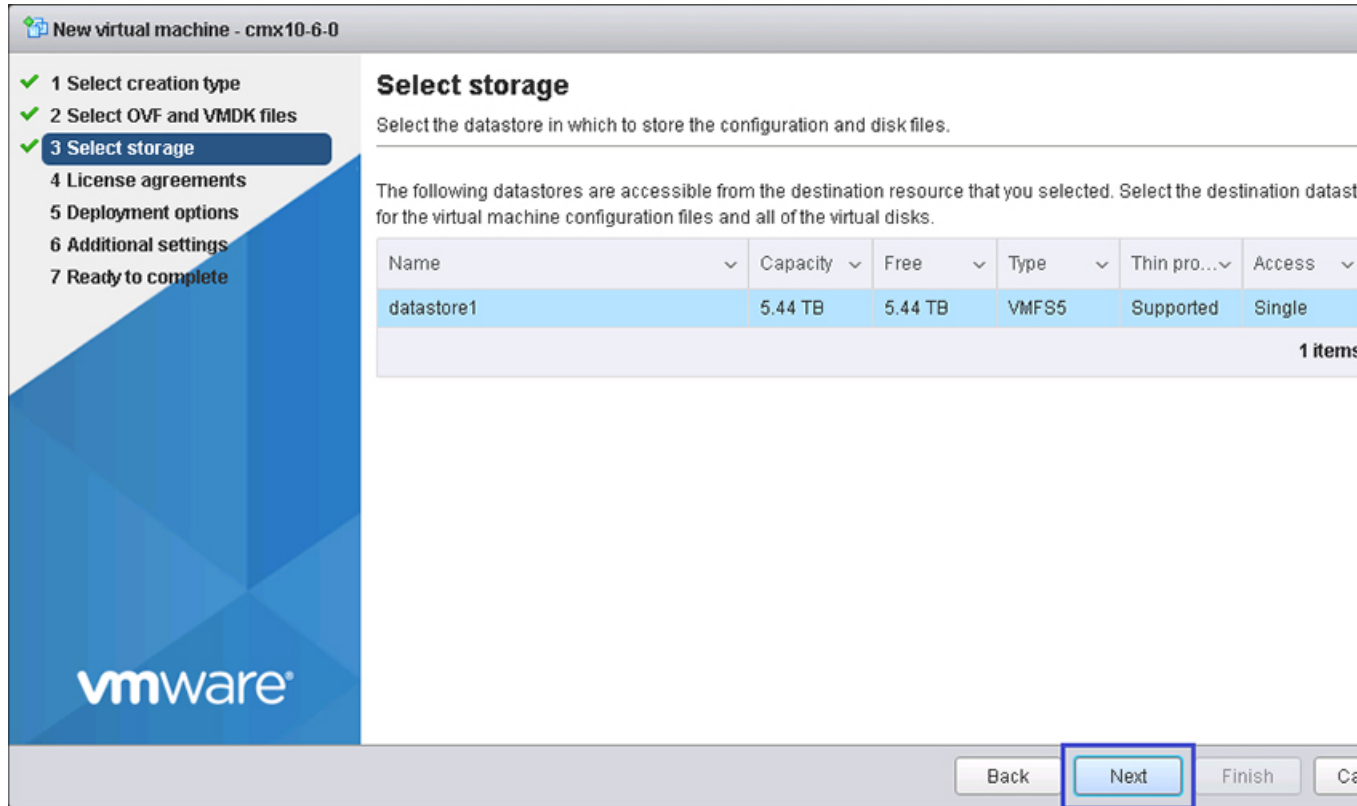 New virtual machine - cmx10-6-0
1 Select creation type
2 Select OVF and VMDK files
3 Select storage
4 License agreements
5 Deployment options
6 Additional settings
7 Ready to complete
vmware®
Select storage
Select the datastore in which to store the configuration and disk files.
The following datastores are accessible from the destination resource that you selected. Select the destination datast
for the virtual machine configuration files and all of the virtual disks.
Name Capacity Free Type Thin pro... Access
datastore1 5.44 TB 5.44 TB VMFS5 Supported Single
1 items
Back Next Finish Ca